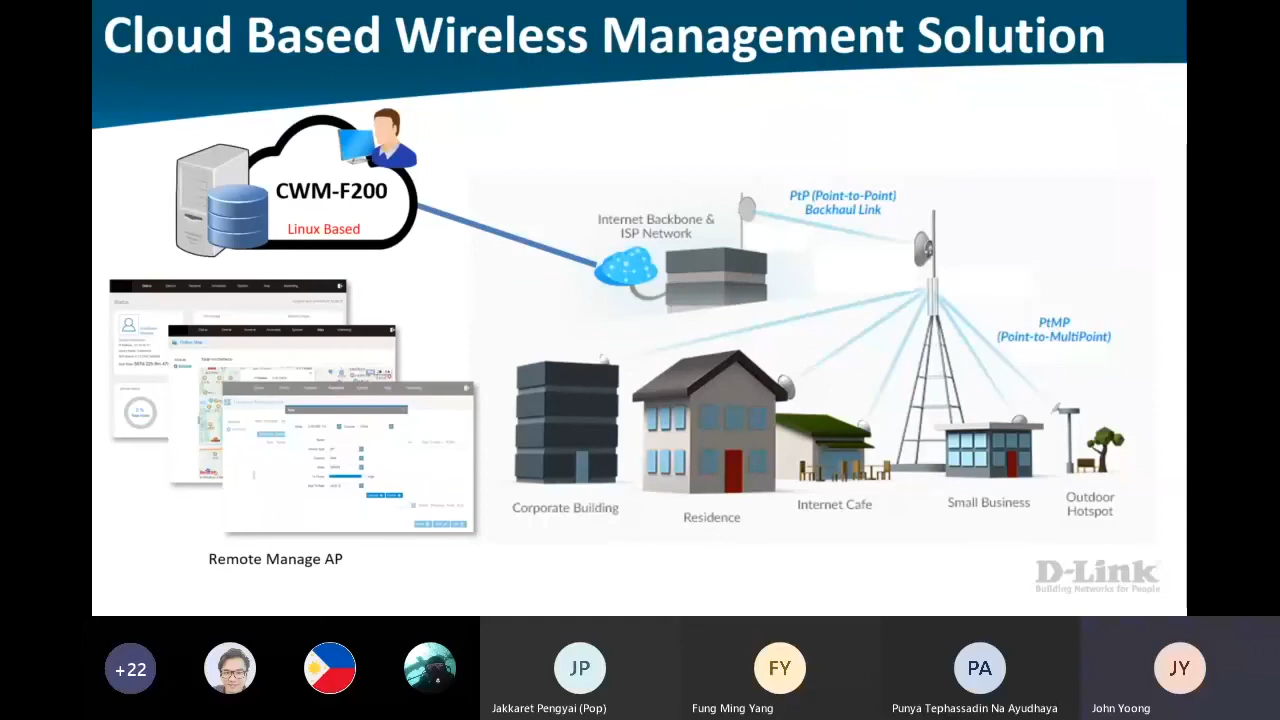 Cloud Based Wireless Management Solution
CWM-F200
Linux Based
Internet Backbone &
ISP Network
PtP (Point-to-Point)
Backhaul Link
PtMP
(Point-to-MultiPoint)
Corporate Building
Residence
Internet Cafe
Small Business
Outdoor
Hotspot
Remote Manage AP
D-Link
Building Networks for People
+22
JP
FY
PA
JY
Jakkaret Pengyai (Pop)
Fung Ming Yang
Punya Tephassadin Na Ayudhaya
John Yoong